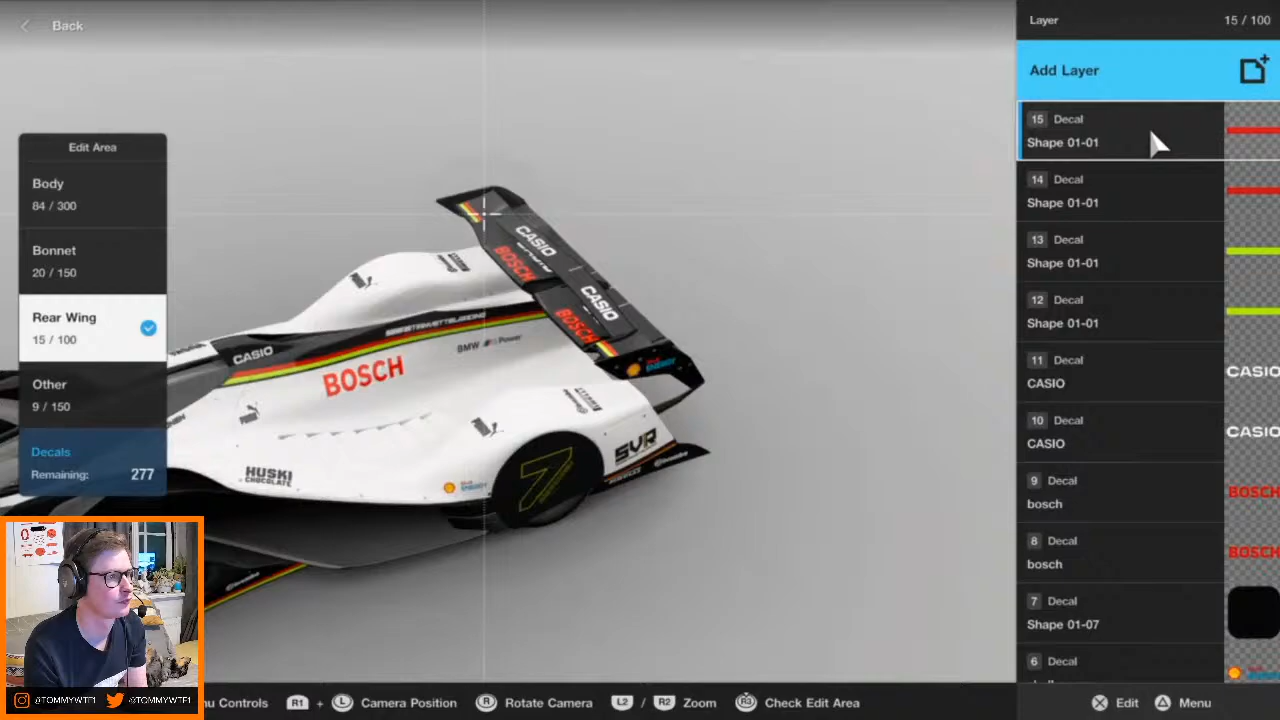 Back
Layer 15 / 100
Add Layer
Edit Area
Body
84 / 300
Bonnet
20 / 150
Rear Wing
15 / 100
Other
9 / 150
Decals
Remaining: 277
15 Decal
Shape 01-01
14 Decal
Shape 01-01
13 Decal
Shape 01-01
12 Decal
Shape 01-01
11 Decal
CASIO
CASIO
10 Decal
CASIO
CASIO
9 Decal
bosch
BOSCH
8 Decal
bosch
BOSCH
7 Decal
Shape 01-07
6 Decal
CASIO
BOSCH
CASIO
BOSCH
CASIO
BOSCH
BMW M Power
HUSKI
CHOCOLATE
SVR
7
@TOMMYWTF1 @TOMMYWTF1
Controls R1 + L Camera Position R Rotate Camera L2 / R2 Zoom R3 Check Edit Area
Edit Menu